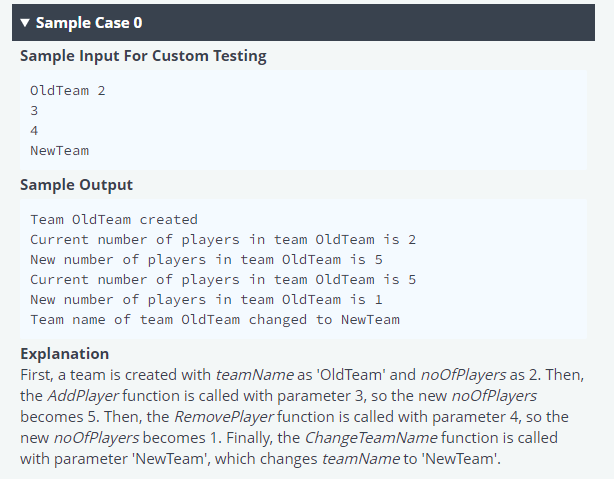 ▼ Sample Case 0
Sample Input For Custom Testing
OldTeam 2
3
4
NewTeam
Sample Output
Team OldTeam created
Current number of players in team OldTeam is 2
New number of players in team OldTeam is 5
Current number of players in team OldTeam is 5
New number of players in team OldTeam is 1
Team name of team OldTeam changed to NewTeam
Explanation
First, a team is created with teamName as 'OldTeam' and noOfPlayers as 2. Then,
the AddPlayer function is called with parameter 3, so the new noOfPlayers
becomes 5. Then, the RemovePlayer function is called with parameter 4, so the
new noOfPlayers becomes 1. Finally, the ChangeTeamName function is called
with parameter 'NewTeam', which changes teamName to 'NewTeam'.